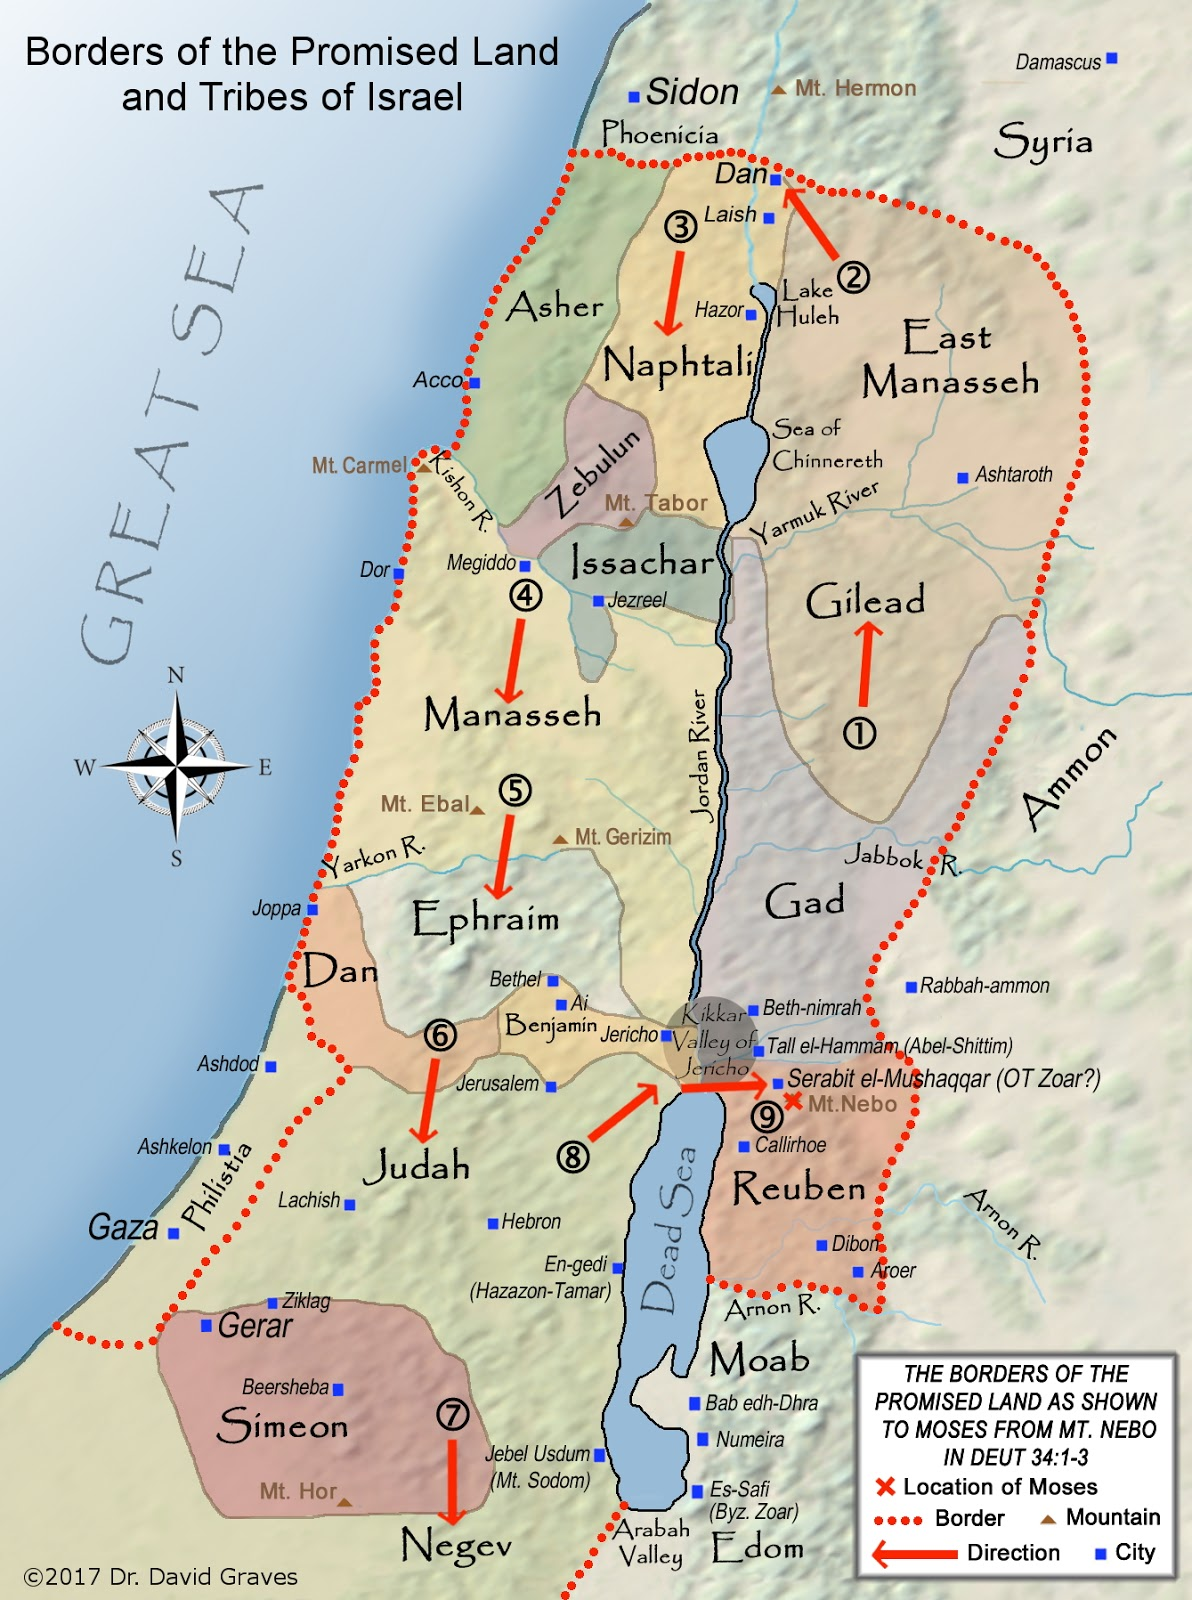 Borders of the Promised Land
and Tribes of Israel
Damascus
Sidon
Mt. Hermon
Phoenicia
Syria
Dan
Laish
③
②
GREAT SEA
Asher
Hazor
Lake
Huleh
East
Manasseh
Naphtali
Acco
Sea of
Chinnereth
Zebulun
Mt. Carmel
Kishon R.
Ashtaroth
Mt. Tabor
Yarmuk River
Megiddo
Issachar
Dor
④
Jezreel
Gilead
N
W
E
S
Manasseh
Jordan River
①
Ammon
⑤
Mt. Ebal
Mt. Gerizim
Yarkon R.
Jabbok R.
Joppa
Ephraim
Gad
Dan
Bethel
Ai
Benjamin
Rabbah-ammon
Beth-nimrah
Kikkar
Valley of
Jericho
Jericho
⑥
Tall el-Hammam (Abel-Shittim)
Ashdod
Jerusalem
Serabit el-Mushaqqar (OT Zoar?)
Mt.Nebo
⑨
Ashkelon
⑧
Callirhoe
Judah
Philistia
Reuben
Lachish
Gaza
Hebron
Dead Sea
Arnon R.
Dibon
En-gedi
(Hazazon-Tamar)
Aroer
Ziklag
Arnon R.
Gerar
Moab
Beersheba
Bab edh-Dhra
Simeon
⑦
Numeira
Jebel Usdum
(Mt. Sodom)
Mt. Hor
Es-Safi
(Byz. Zoar)
Negev
Arabah
Valley
Edom
THE BORDERS OF THE
PROMISED LAND AS SHOWN
TO MOSES FROM MT. NEBO
IN DEUT 34:1-3
Location of Moses
Border
Mountain
Direction
City
©2017 Dr. David Graves